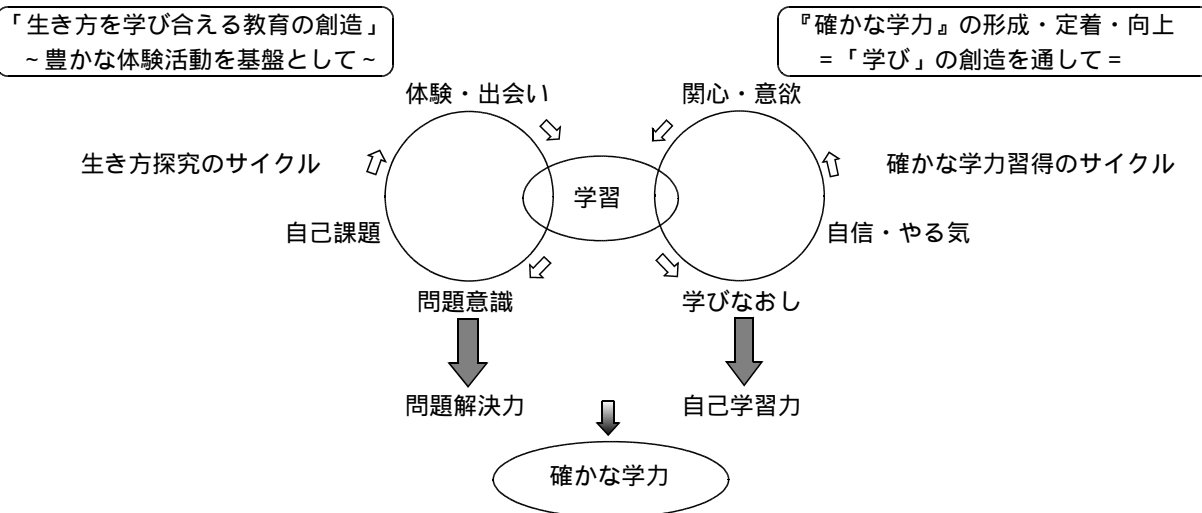 「生き方を学び合える教育の創造」
~豊かな体験活動を基盤として~
『確かな学力』の形成・定着・向上
=「学び」の創造を通して=
体験・出会い
関心・意欲
生き方探究のサイクル
確かな学力習得のサイクル
学習
自己課題
自信・やる気
問題意識
学びなおし
問題解決力
自己学習力
確かな学力